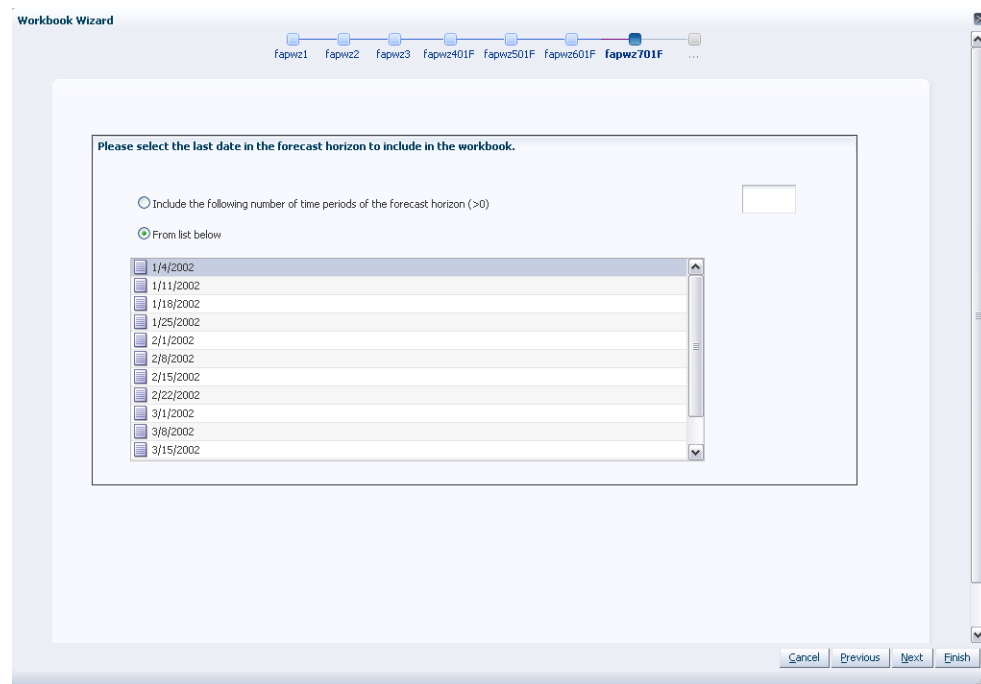 Workbook Wizard
fapwz1 fapwz2 fapwz3 fapwz401F fapwz501F fapwz601F fapwz701F ...
Please select the last date in the forecast horizon to include in the workbook.
Include the following number of time periods of the forecast horizon (>0)
From list below
1/4/2002
1/11/2002
1/18/2002
1/25/2002
2/1/2002
2/8/2002
2/15/2002
2/22/2002
3/1/2002
3/8/2002
3/15/2002
Cancel Previous Next Finish